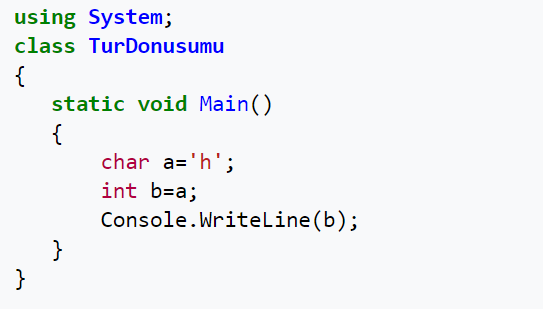 using System;
class TurDonusumu
{
   static void Main()
   {
       char a='h';
       int b=a;
       Console.WriteLine(b);
   }
}